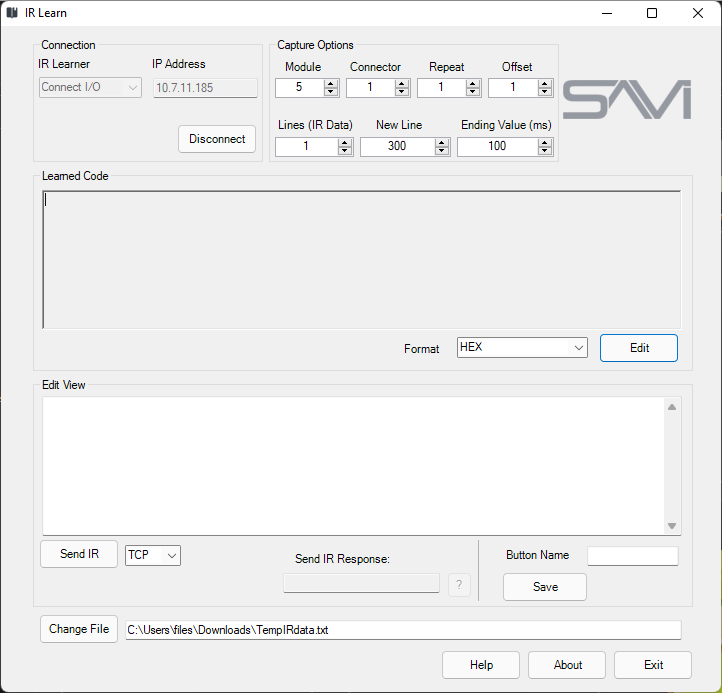 IR Learn
Connection
IR Learner IP Address
Connect I/O 10.7.11.185
Disconnect
Capture Options
Module Connector Repeat Offset
5 1 1 1
Lines (IR Data) New Line Ending Value (ms)
1 300 100
SAVI
Learned Code
Format HEX Edit
Edit View
Send IR TCP Send IR Response: ? Button Name
Save
Change File C:\Users\files\Downloads\TempIRdata.txt
Help About Exit